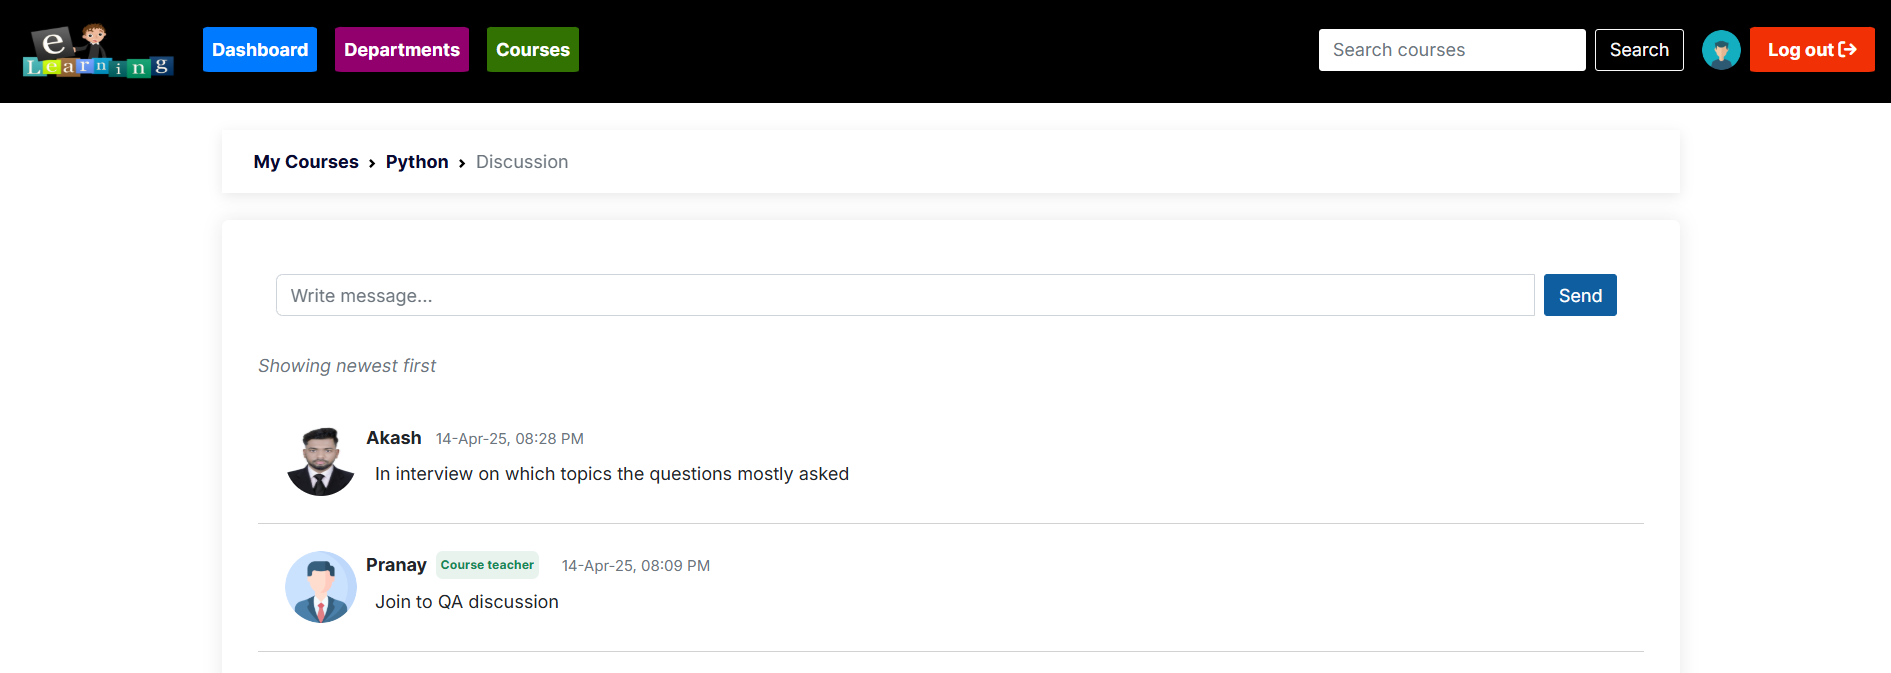 e
Learning
Dashboard Departments Courses Search courses Search Log out
My Courses › Python › Discussion
Write message... Send
Showing newest first
Akash 14-Apr-25, 08:28 PM
In interview on which topics the questions mostly asked
Pranay Course teacher 14-Apr-25, 08:09 PM
Join to QA discussion